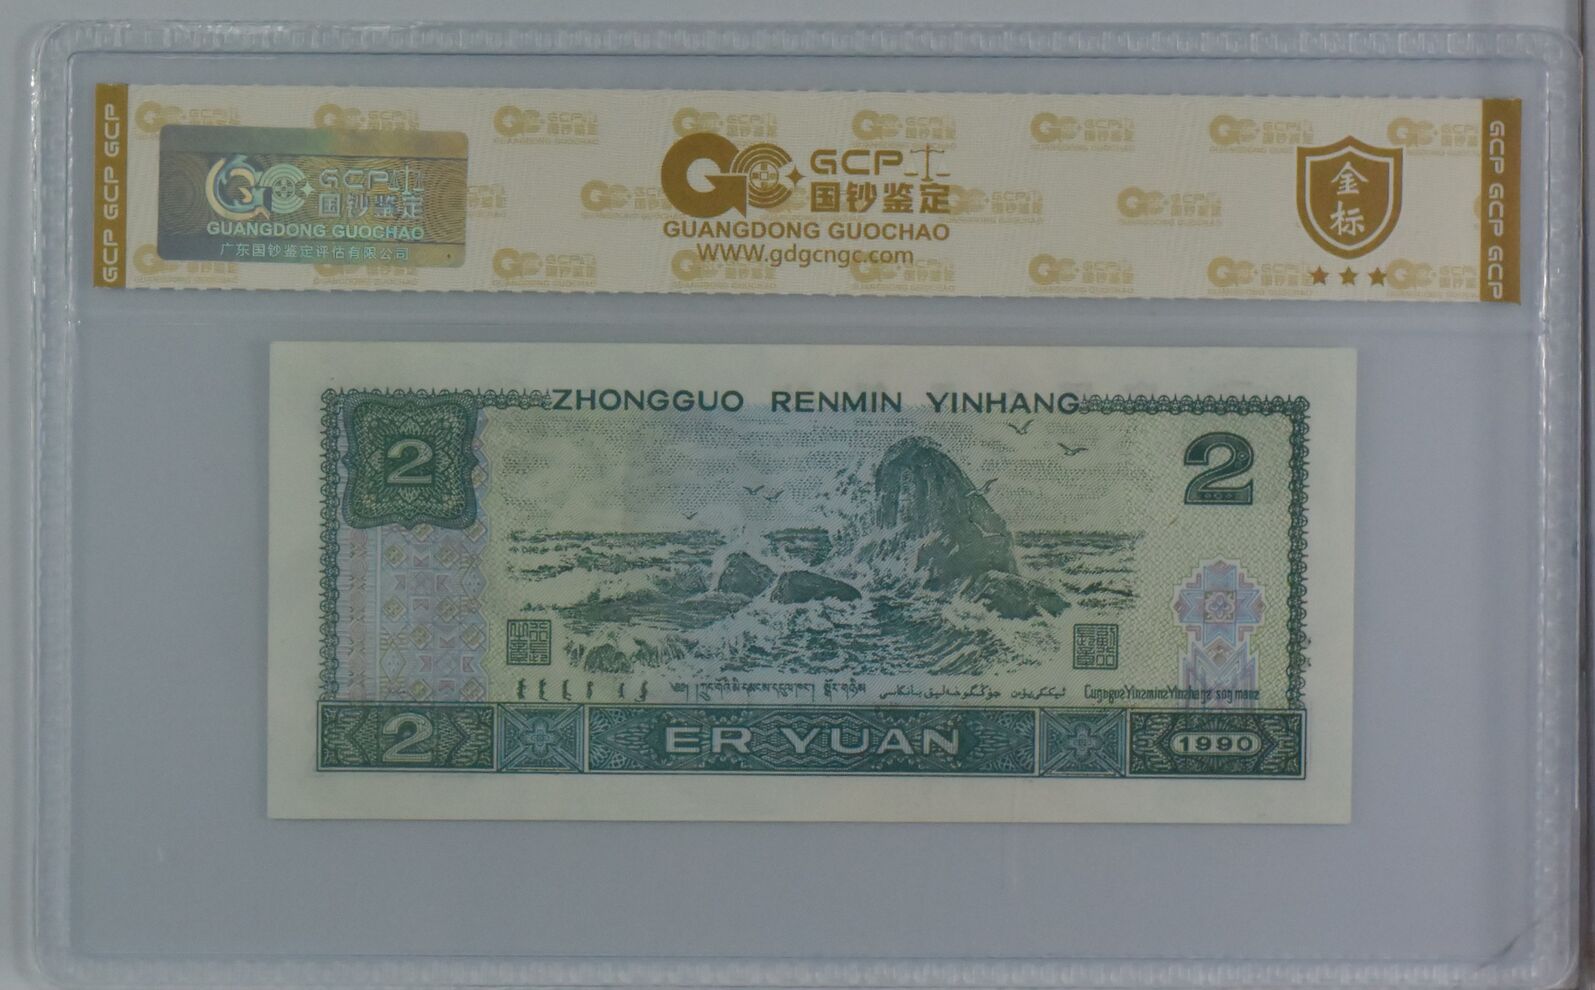 GCP GCP GCP
GCP
国钞鉴定
GUANGDONG GUOCHAO
广东国钞鉴定评估有限公司
GCP
国钞鉴定
GUANGDONG GUOCHAO
WWW.gdgcngc.com
金标
GCP GCP GCP
ZHONGGUO RENMIN YINHANG
2
2
2
ER YUAN
1990